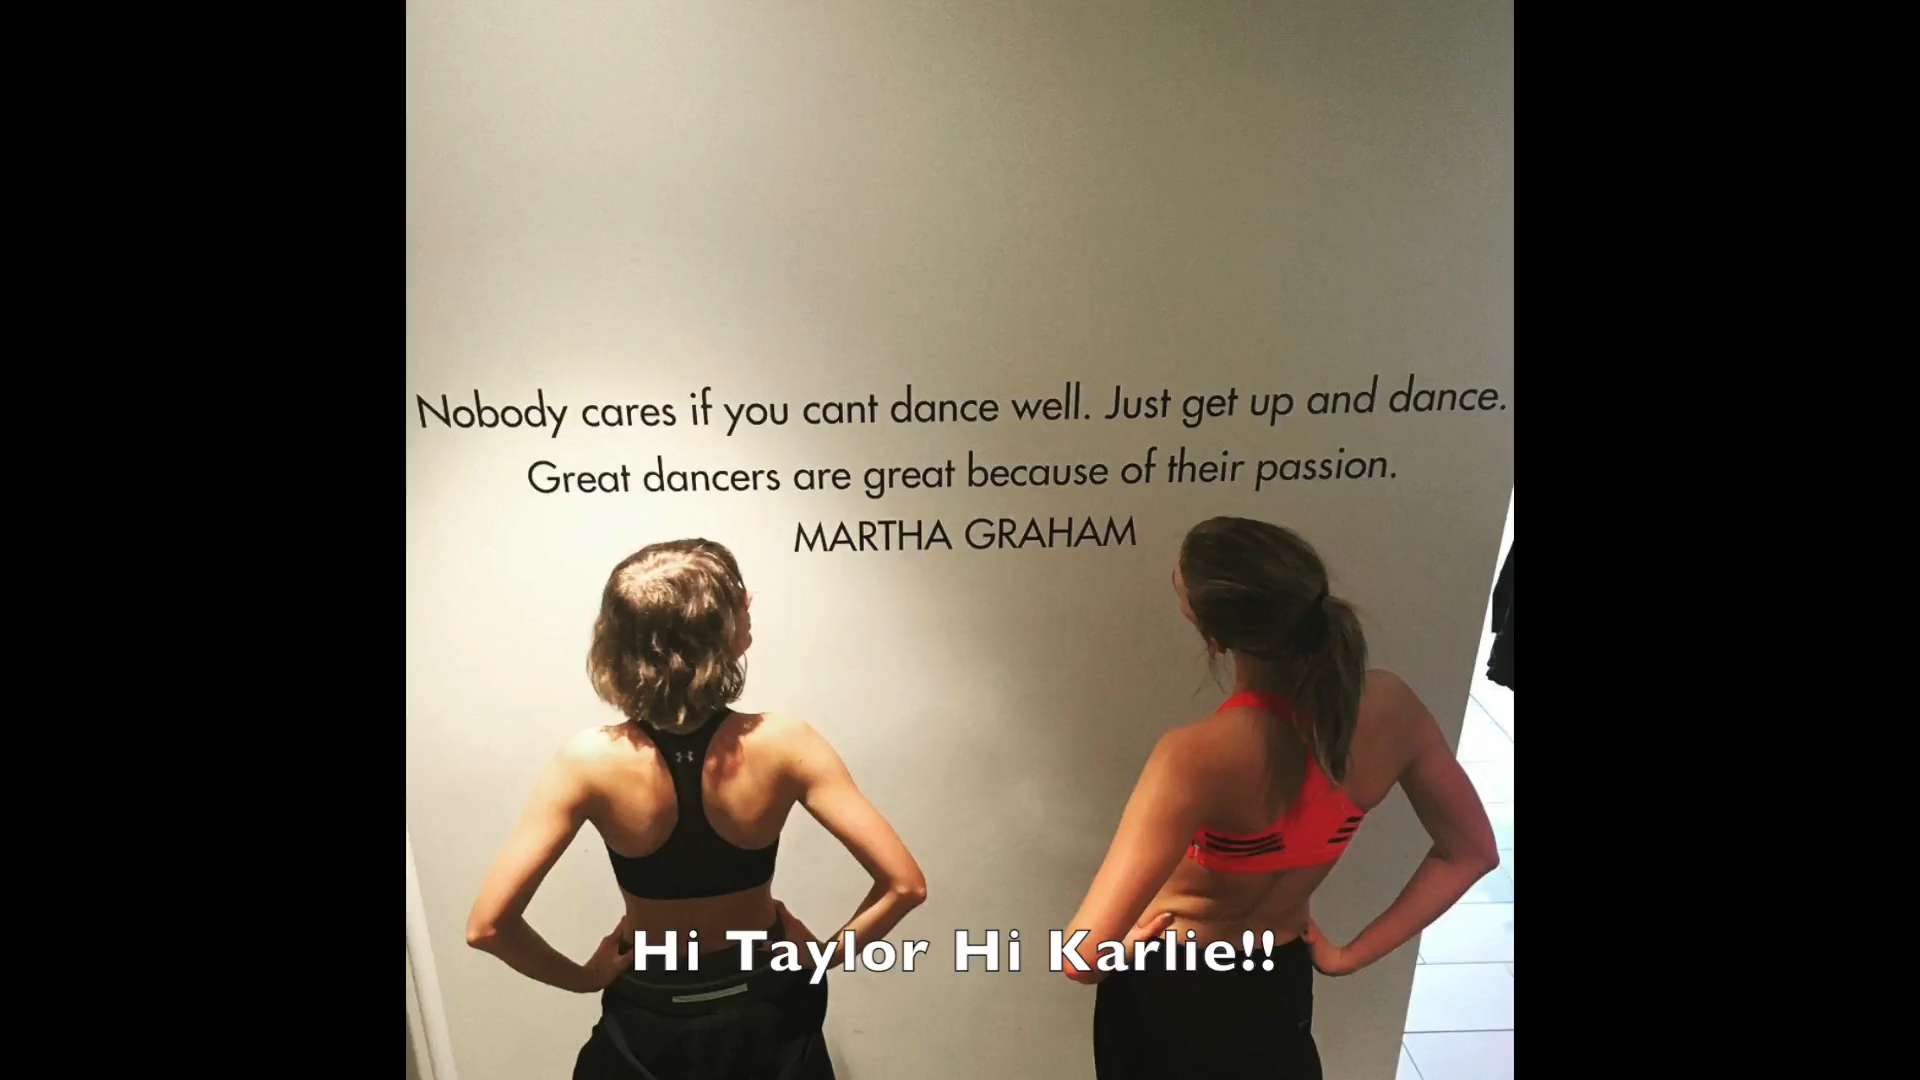 Nobody cares if you cant dance well. Just get up and dance.
Great dancers are great because of their passion.
MARTHA GRAHAM
Hi Taylor Hi Karlie!!